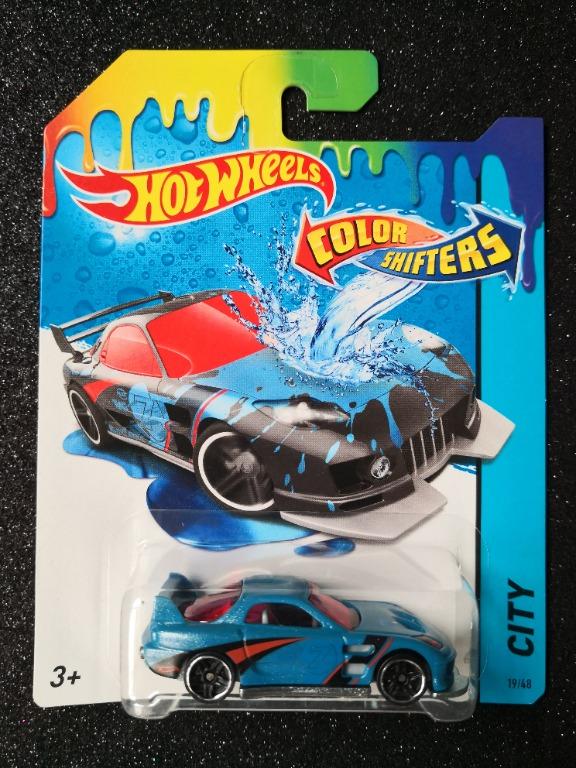 HOT WHEELS
COLOR
SHIFTERS
CITY
19/48
3+